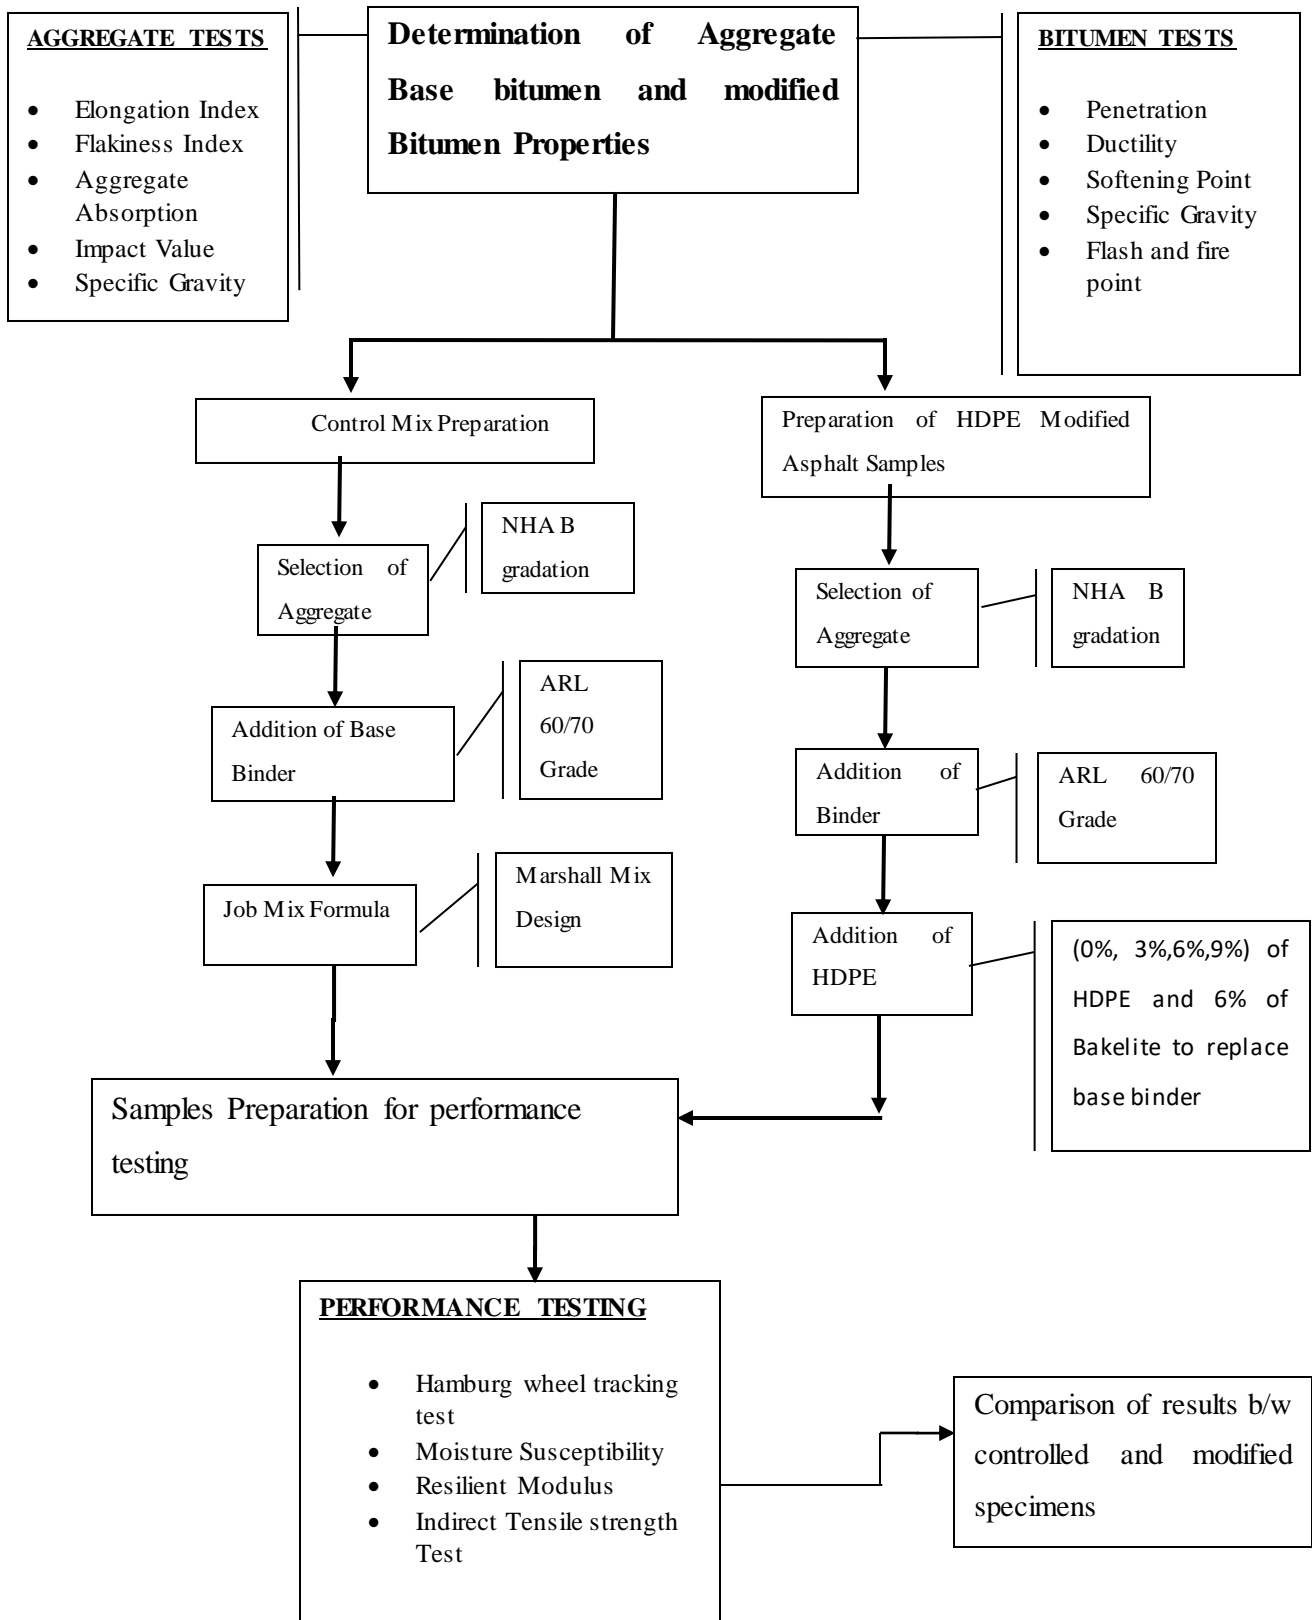 AGGREGATE TESTS
• Elongation Index
• Flakiness Index
• Aggregate
Absorption
• Impact Value
• Specific Gravity
Determination of Aggregate
Base bitumen and modified
Bitumen Properties
BITUMEN TESTS
• Penetration
• Ductility
• Softening Point
• Specific Gravity
• Flash and fire
point
Control Mix Preparation
Preparation of HDPE Modified
Asphalt Samples
Selection of
Aggregate
NHA B
gradation
Selection of
Aggregate
NHA B
gradation
Addition of Base
Binder
ARL
60/70
Grade
Addition of
Binder
ARL 60/70
Grade
Job Mix Formula
Marshall Mix
Design
Addition of
HDPE
(0%, 3%,6%,9%) of
HDPE and 6% of
Bakelite to replace
base binder
Samples Preparation for performance
testing
PERFORMANCE TESTING
• Hamburg wheel tracking
test
• Moisture Susceptibility
• Resilient Modulus
• Indirect Tensile strength
Test
Comparison of results b/w
controlled and modified
specimens